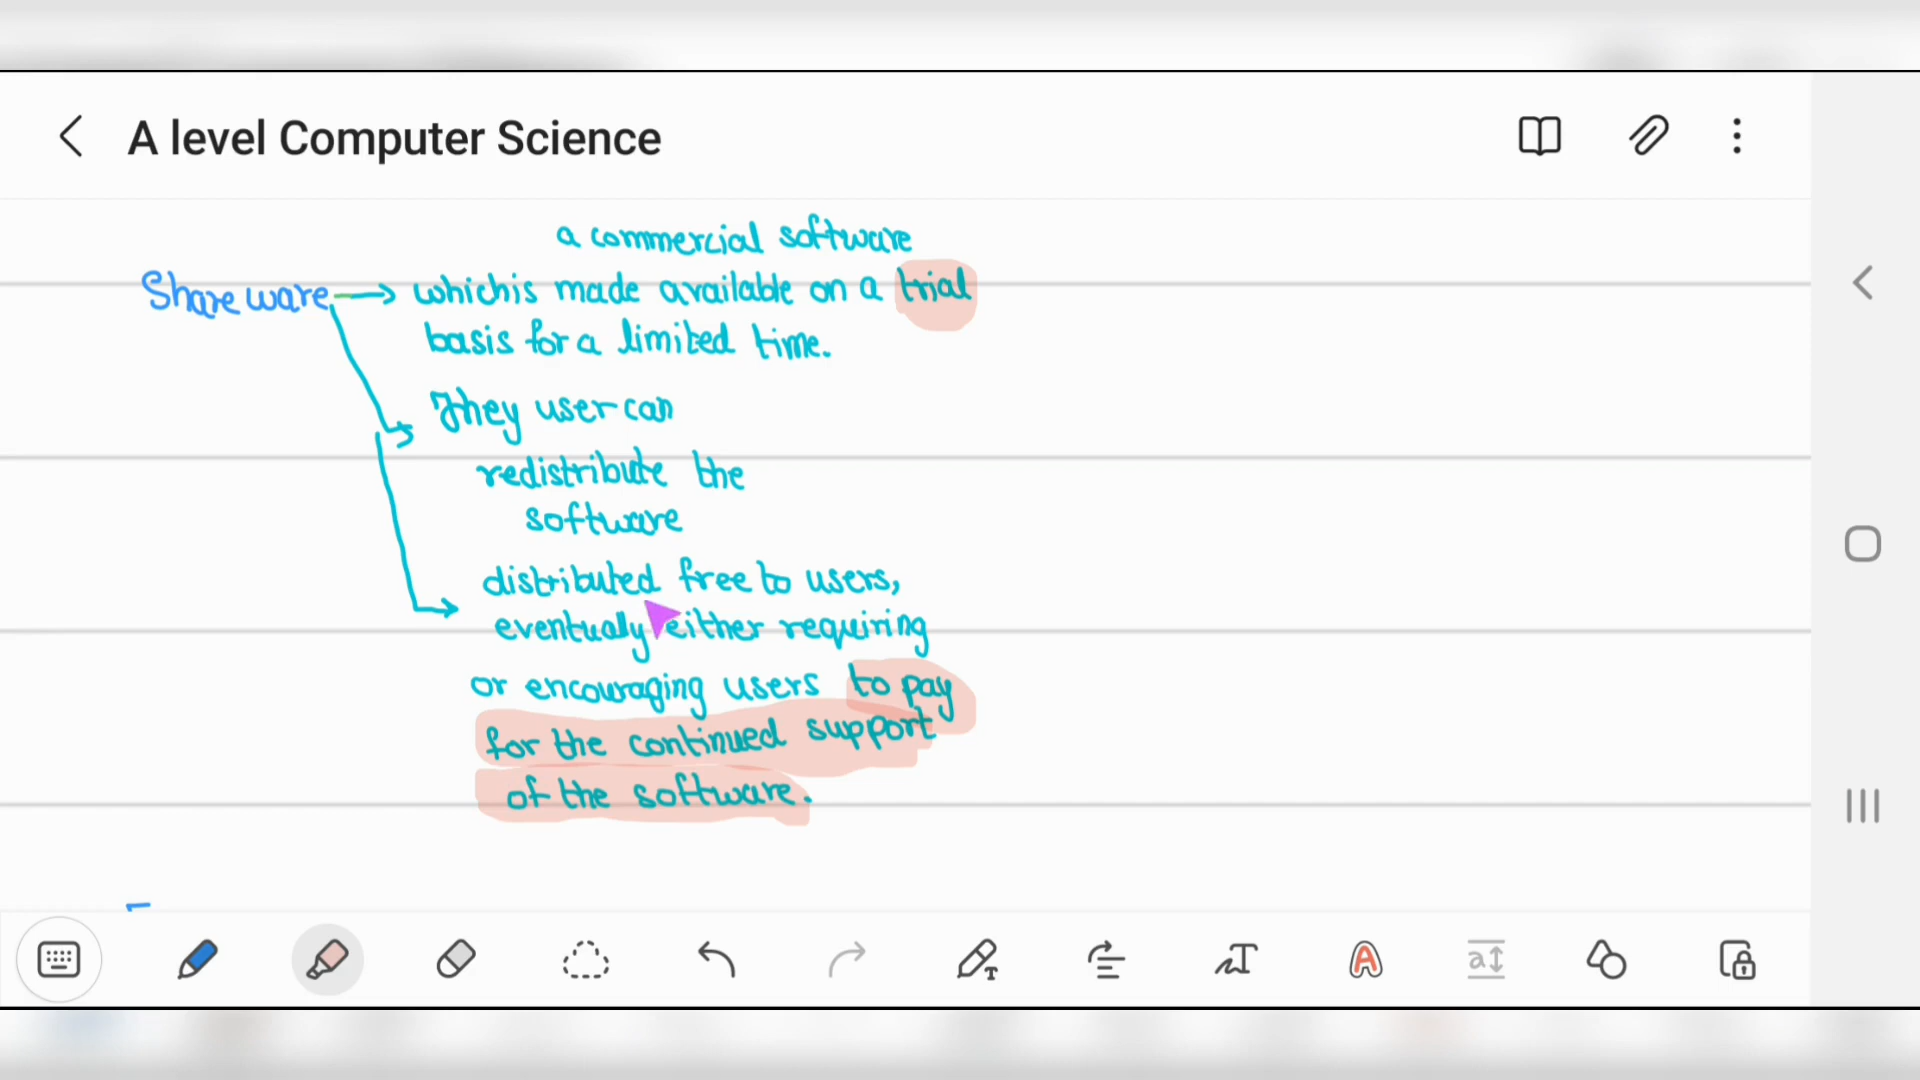 A level Computer Science
a commercial software
Shareware → which is made available on a trial
basis for a limited time.
They user can
redistribute the
software
distributed free to users,
eventually either requiring
or encouraging users to pay
for the continued support
of the software.